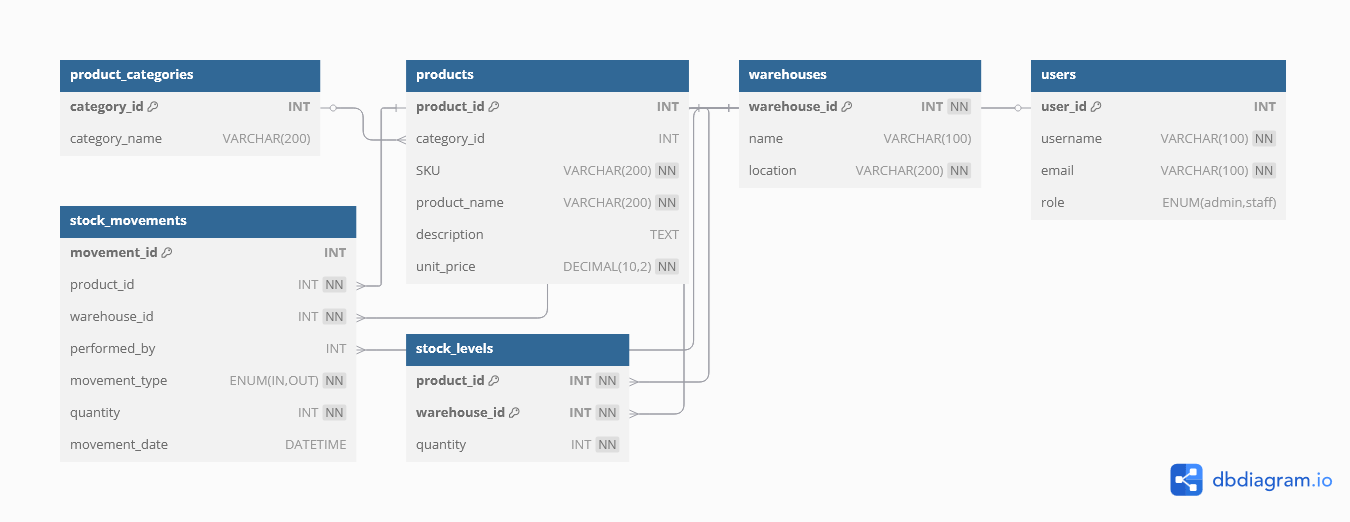 product_categories
category_id INT
category_name VARCHAR(200)
products
product_id INT
category_id INT
SKU VARCHAR(200) NN
product_name VARCHAR(200) NN
description TEXT
unit_price DECIMAL(10,2) NN
warehouses
warehouse_id INT NN
name VARCHAR(100)
location VARCHAR(200) NN
users
user_id INT
username VARCHAR(100) NN
email VARCHAR(100) NN
role ENUM(admin,staff)
stock_movements
movement_id INT
product_id INT NN
warehouse_id INT NN
performed_by INT
movement_type ENUM(IN,OUT) NN
quantity INT NN
movement_date DATETIME
stock_levels
product_id INT NN
warehouse_id INT NN
quantity INT NN
dbdiagram.io